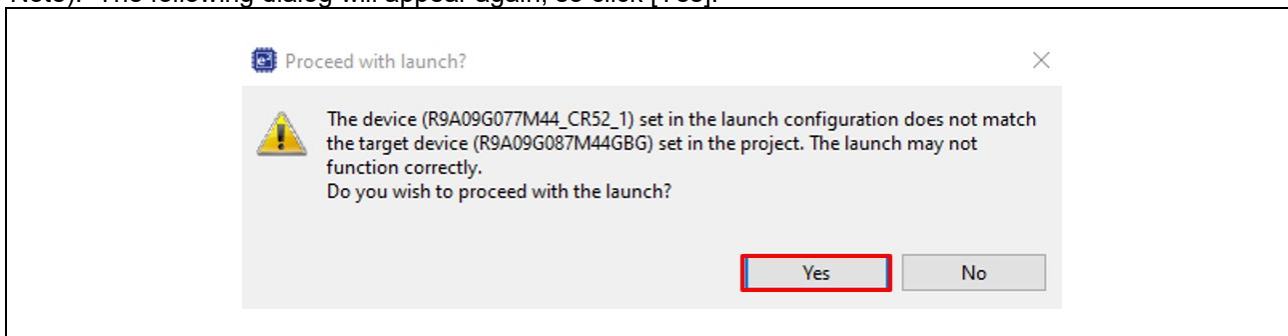 Note). The following dialog will appear again, so click [Yes].
Proceed with launch?
The device (R9A09G077M44_CR52_1) set in the launch configuration does not match
the target device (R9A09G087M44GBG) set in the project. The launch may not
function correctly.
Do you wish to proceed with the launch?
Yes No